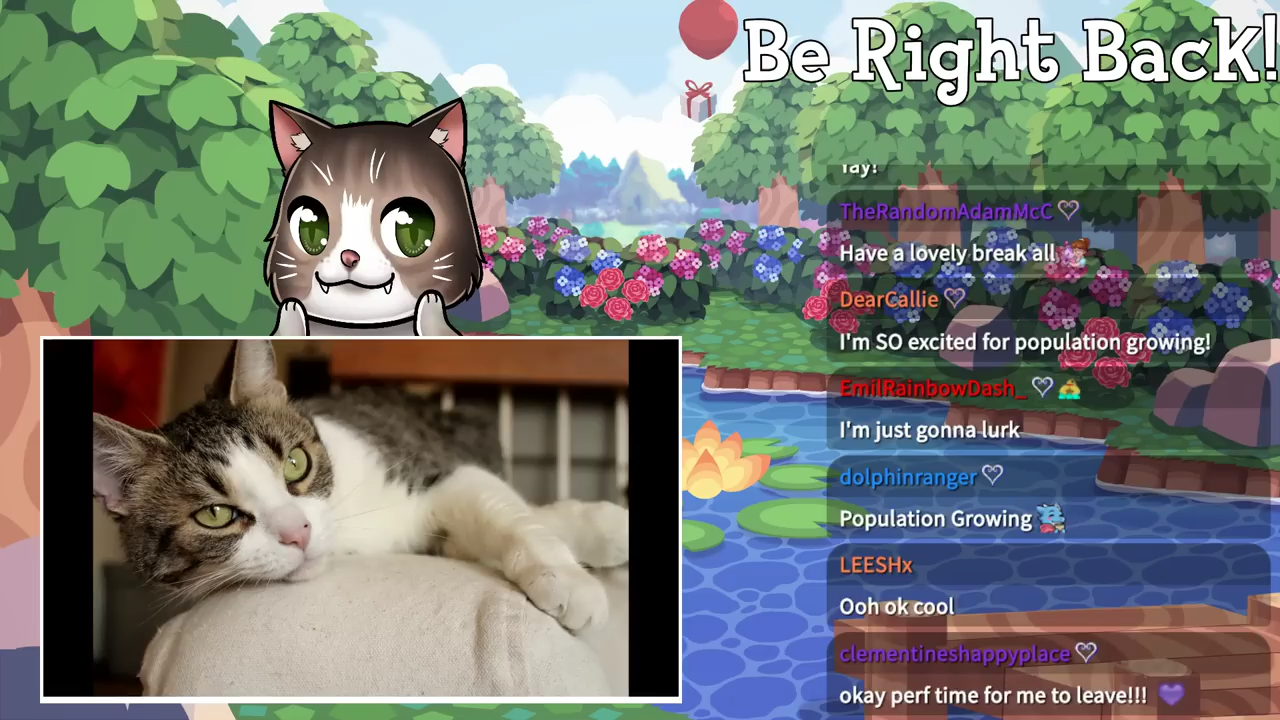 Be Right Back!
Yay!
TheRandomAdamMcC
Have a lovely break all
DearCallie
I'm SO excited for population growing!
EmilRainbowDash_
I'm just gonna lurk
dolphinranger
Population Growing
LEESHx
Ooh ok cool
clementineshappyplace
okay perf time for me to leave!!!